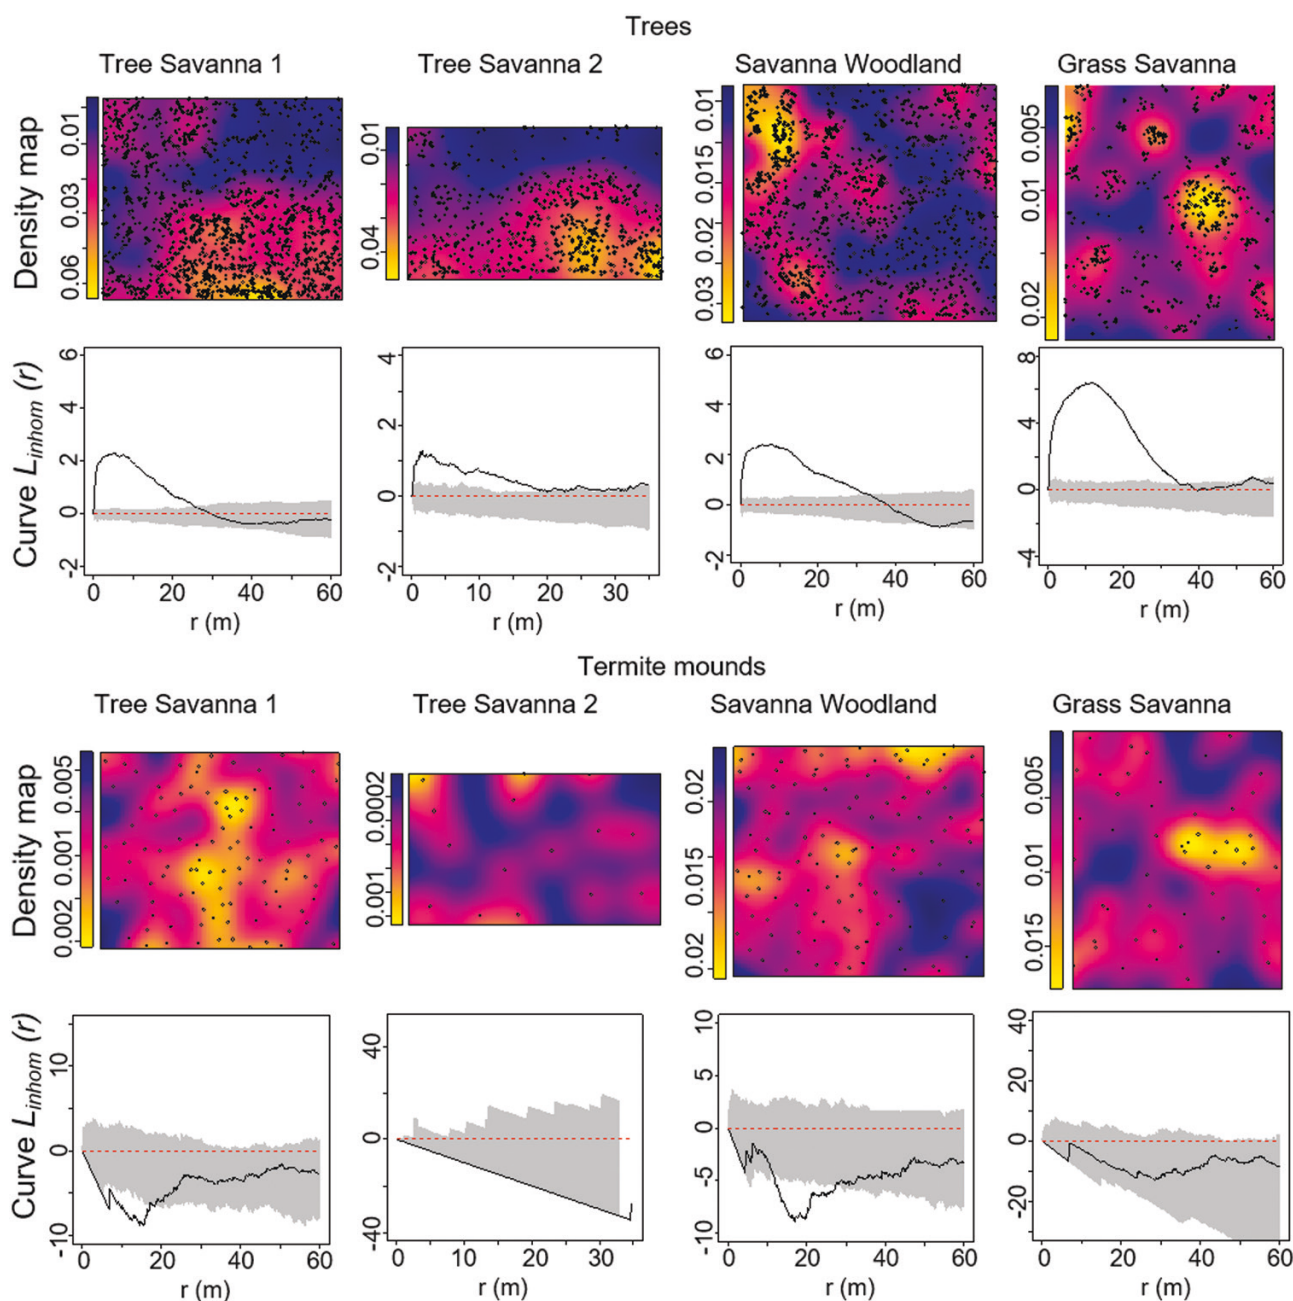 Trees
Tree Savanna 1
Tree Savanna 2
Savanna Woodland
Grass Savanna
Density map
0.01
0.03
0.06
0.01
0.04
0.01
0.015
0.02
0.03
0.005
0.01
0.02
Curve Linhom (r)
6
4
2
0
-2
0 20 40 60
r (m)
4
2
0
-2
0 10 20 30
r (m)
6
4
2
0
-2
0 20 40 60
r (m)
8
4
0
-4
0 20 40 60
r (m)
Termite mounds
Tree Savanna 1
Tree Savanna 2
Savanna Woodland
Grass Savanna
Density map
0.005
0.001
0.002
0.0002
0.001
0.02
0.015
0.02
0.005
0.01
0.015
Curve Linhom (r)
10
0
-10
0 20 40 60
r (m)
40
0
-40
0 10 20 30
r (m)
10
5
0
-5
-10
0 20 40 60
r (m)
40
20
0
-20
0 20 40 60
r (m)